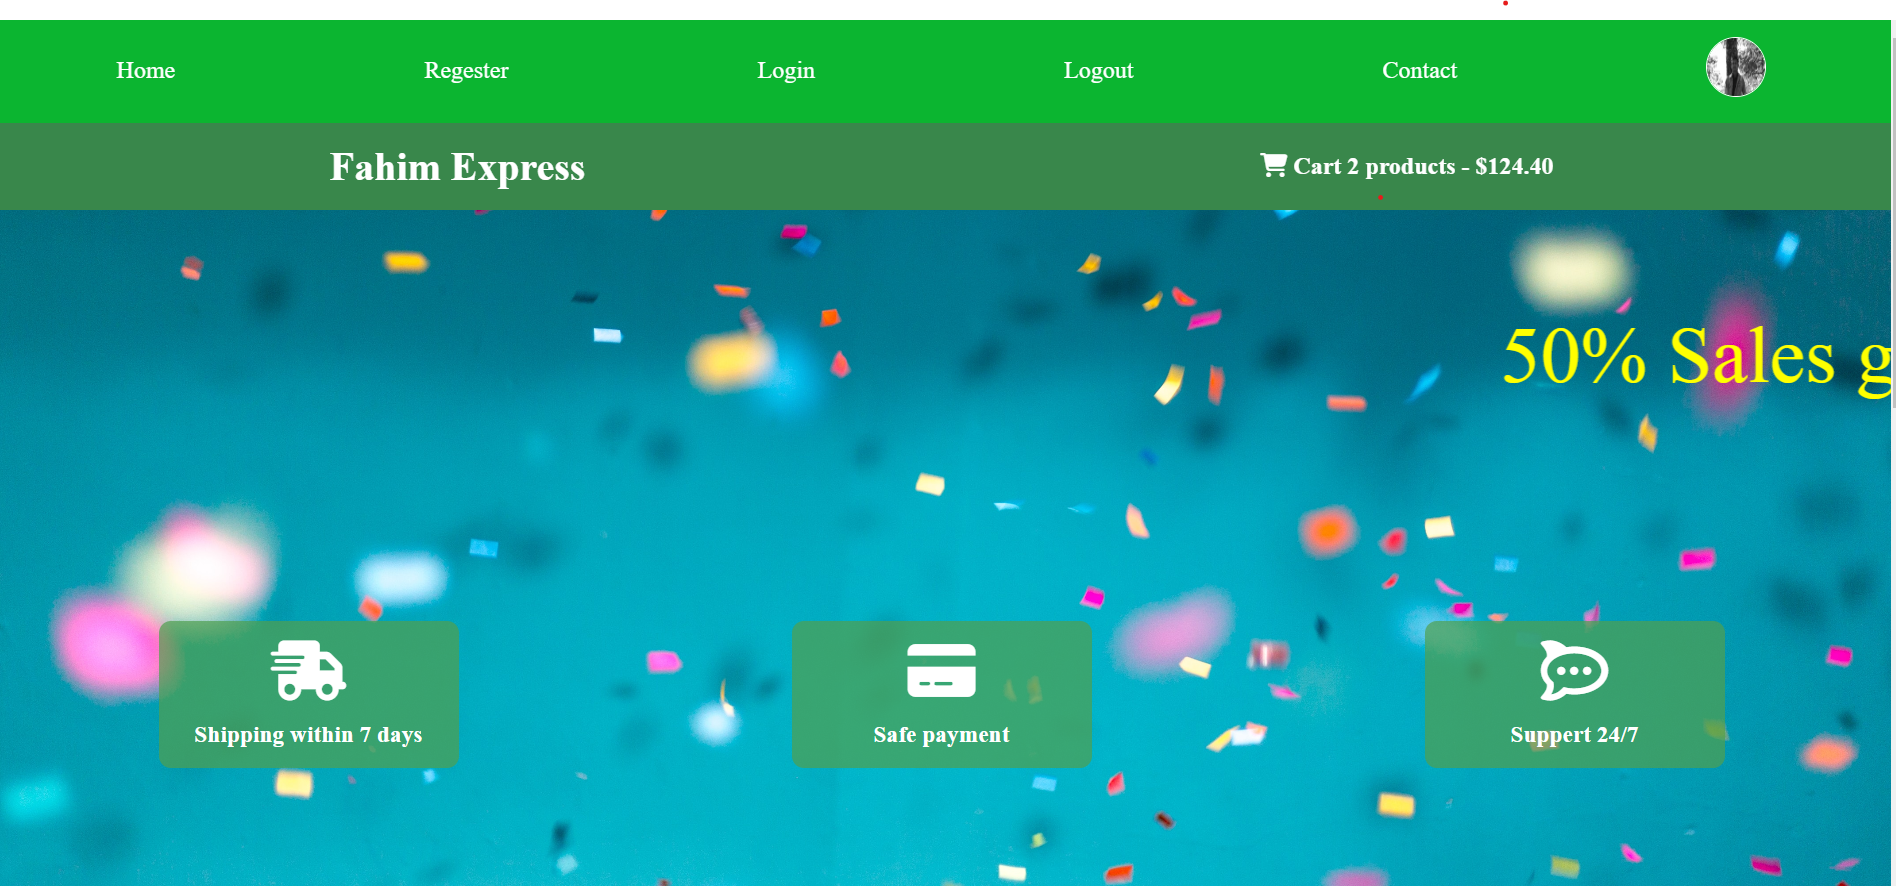 Home Regester Login Logout Contact
Fahim Express Cart 2 products - $124.40
50% Sales g
Shipping within 7 days Safe payment Suppert 24/7